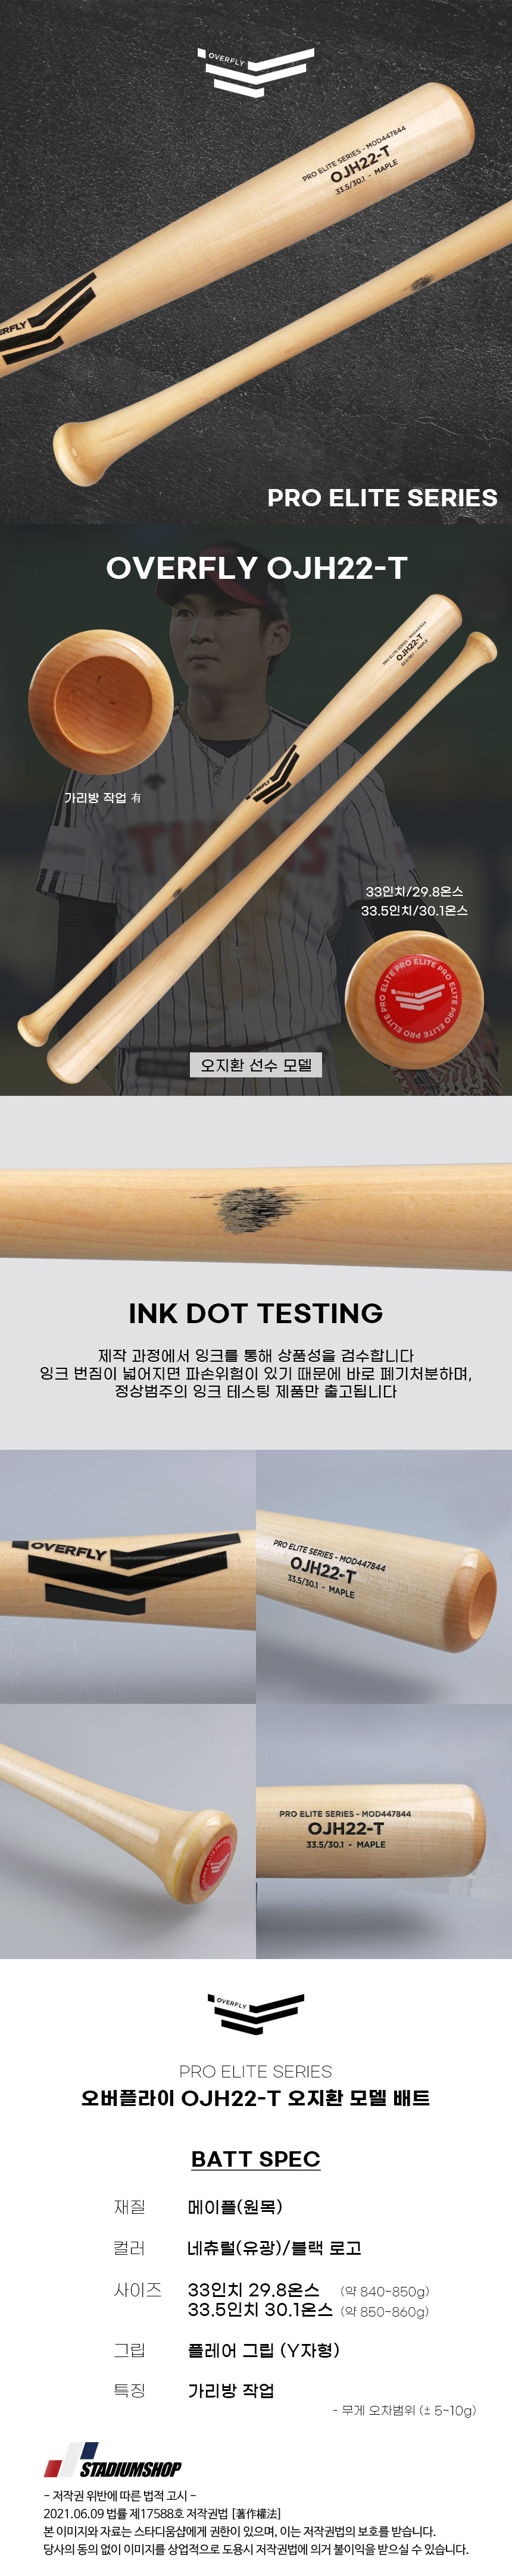 OVERFLY
PRO ELITE SERIES - MOD447844
OJH22-T
33.5/30.1 - MAPLE
ERFLY
PRO ELITE SERIES
OVERFLY OJH22-T
PRO ELITE SERIES - MOD447844
OJH22-T
33.5/30.1 - MAPLE
OVERFLY
가리방 작업 有
33인치/29.8온스
33.5인치/30.1온스
PRO ELITE PRO ELITE PRO ELITE PRO ELITE
OVERFLY
오지환 선수 모델
INK DOT TESTING
제작 과정에서 잉크를 통해 상품성을 검수합니다
잉크 번짐이 넓어지면 파손위험이 있기 때문에 바로 폐기처분하며,
정상범주의 잉크 테스팅 제품만 출고됩니다
OVERFLY
PRO ELITE SERIES - MOD447844
OJH22-T
33.5/30.1 - MAPLE
PRO ELITE SERIES - MOD447844
OJH22-T
33.5/30.1 - MAPLE
OVERFLY
PRO ELITE SERIES
오버플라이 OJH22-T 오지환 모델 배트
BATT SPEC
재질 메이플(원목)
컬러 네츄럴(유광)/블랙 로고
사이즈 33인치 29.8온스 (약 840-850g)
33.5인치 30.1온스 (약 850-860g)
그립 플레어 그립 (Y자형)
특징 가리방 작업
- 무게 오차범위 (± 5-10g)
STADIUMSHOP
- 저작권 위반에 따른 법적 고시 -
2021.06.09 법률 제17588호 저작권법 [著作權法]
본 이미지와 자료는 스타디움샵에게 권한이 있으며, 이는 저작권법의 보호를 받습니다.
당사의 동의 없이 이미지를 상업적으로 도용시 저작권법에 의거 불이익을 받으실 수 있습니다.